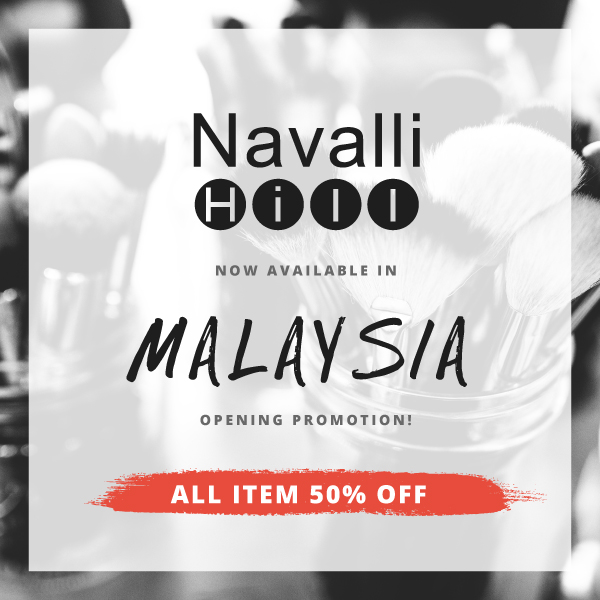 Navalli
Hill
NOW AVAILABLE IN
MALAYSIA
OPENING PROMOTION!
ALL ITEM 50% OFF